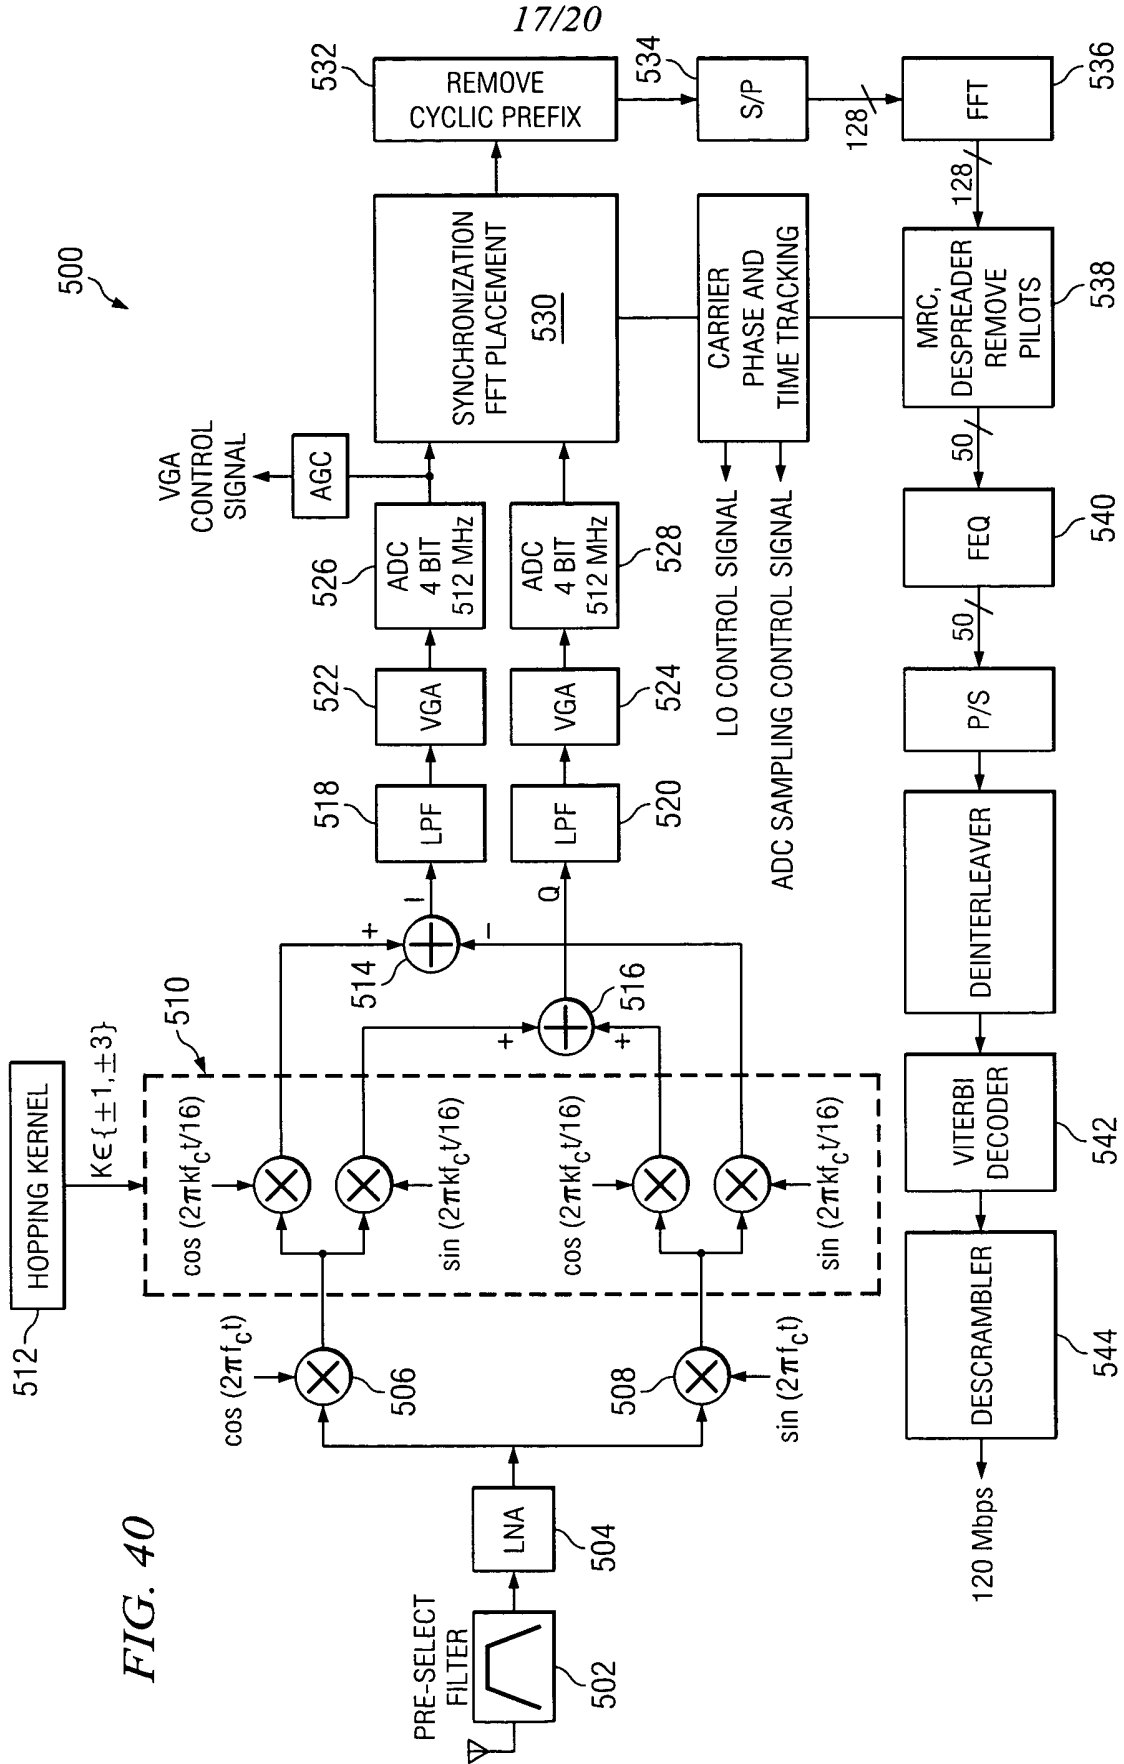 17/20
FIG. 40
500
HOPPING KERNEL
512
K∈{±1,±3}
510
PRE-SELECT
FILTER
502
LNA
504
cos (2πf_ct)
506
508
sin (2πf_ct)
cos (2πkf_ct/16)
sin (2πkf_ct/16)
cos (2πkf_ct/16)
sin (2πkf_ct/16)
+
−
514
I
+
+
516
Q
LPF
518
LPF
520
VGA
522
VGA
524
ADC
4 BIT
512 MHz
526
ADC
4 BIT
512 MHz
528
AGC
VGA
CONTROL
SIGNAL
SYNCHRONIZATION
FFT PLACEMENT
530
REMOVE
CYCLIC PREFIX
532
S/P
534
128
FFT
536
128
CARRIER
PHASE AND
TIME TRACKING
LO CONTROL SIGNAL
ADC SAMPLING CONTROL SIGNAL
MRC,
DESPREADER
REMOVE
PILOTS
538
50
FEQ
540
50
P/S
DEINTERLEAVER
VITERBI
DECODER
542
DESCRAMBLER
544
120 Mbps